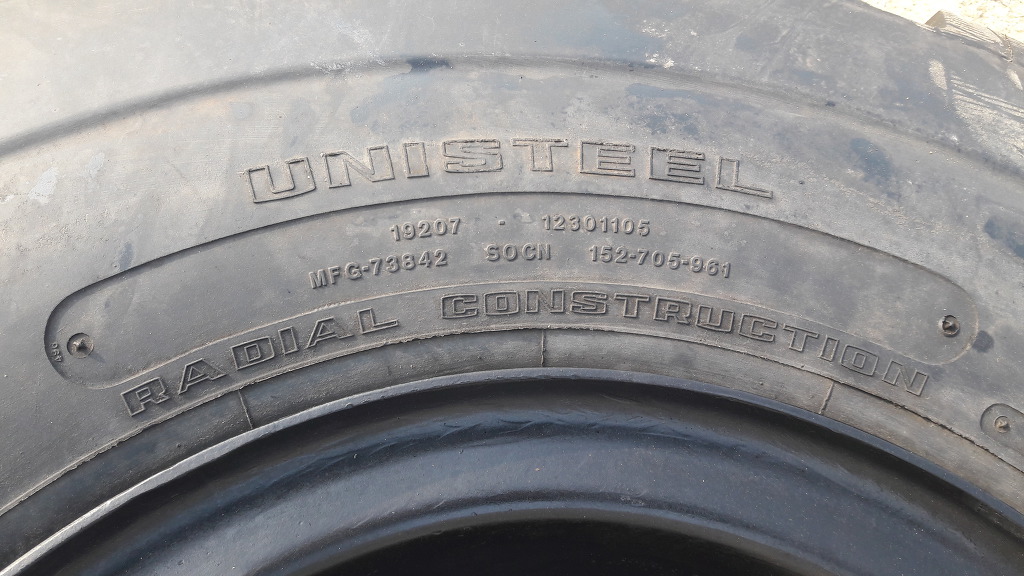 UNISTEEL
19207 - 12301105
MFG-73842 SOCN 152-705-961
RADIAL CONSTRUCTION